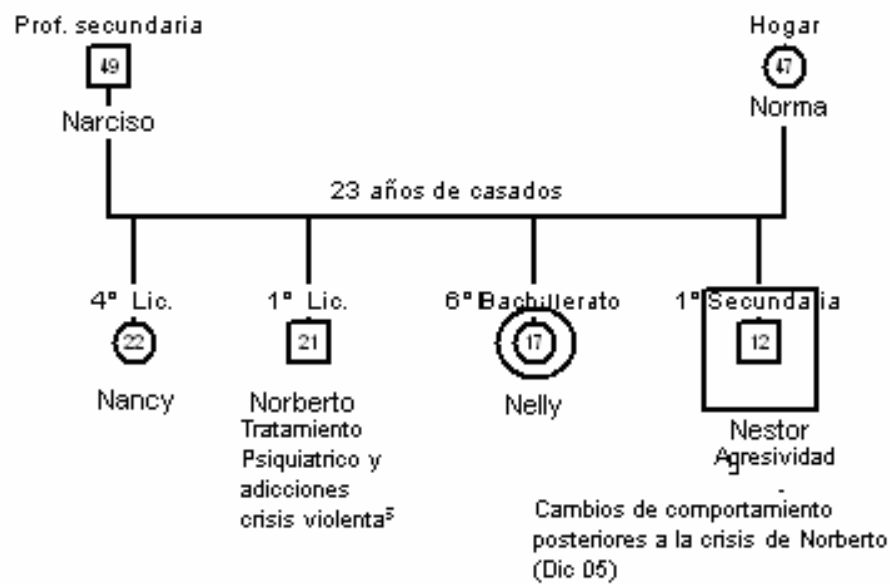 Prof. secundaria
Hogar
49
47
Narciso
Norma
23 años de casados
4° Lic.
1° Lic.
6° Bachillerato
1° Secundaria
22
21
17
12
Nancy
Norberto
Nelly
Nestor
Tratamiento
Psiquiatrico y
adicciones
crisis violenta⁵
Agresividad
Cambios de comportamiento
posteriores a la crisis de Norberto
(Dic 05)